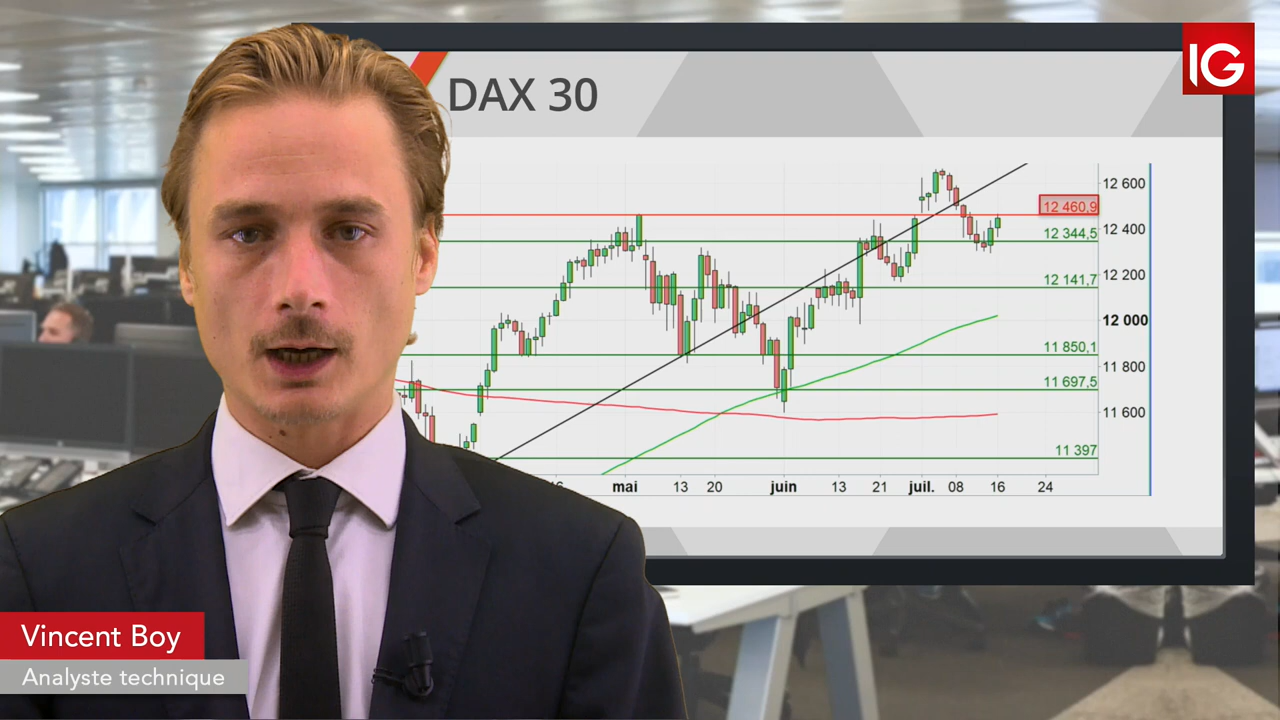 IG
DAX 30
12 600
12 460,9
12 400
12 344,5
12 200
12 141,7
12 000
11 850,1
11 800
11 697,5
11 600
11 397
mai 13 20 juin 13 21 juil. 08 16 24
Vincent Boy
Analyste technique